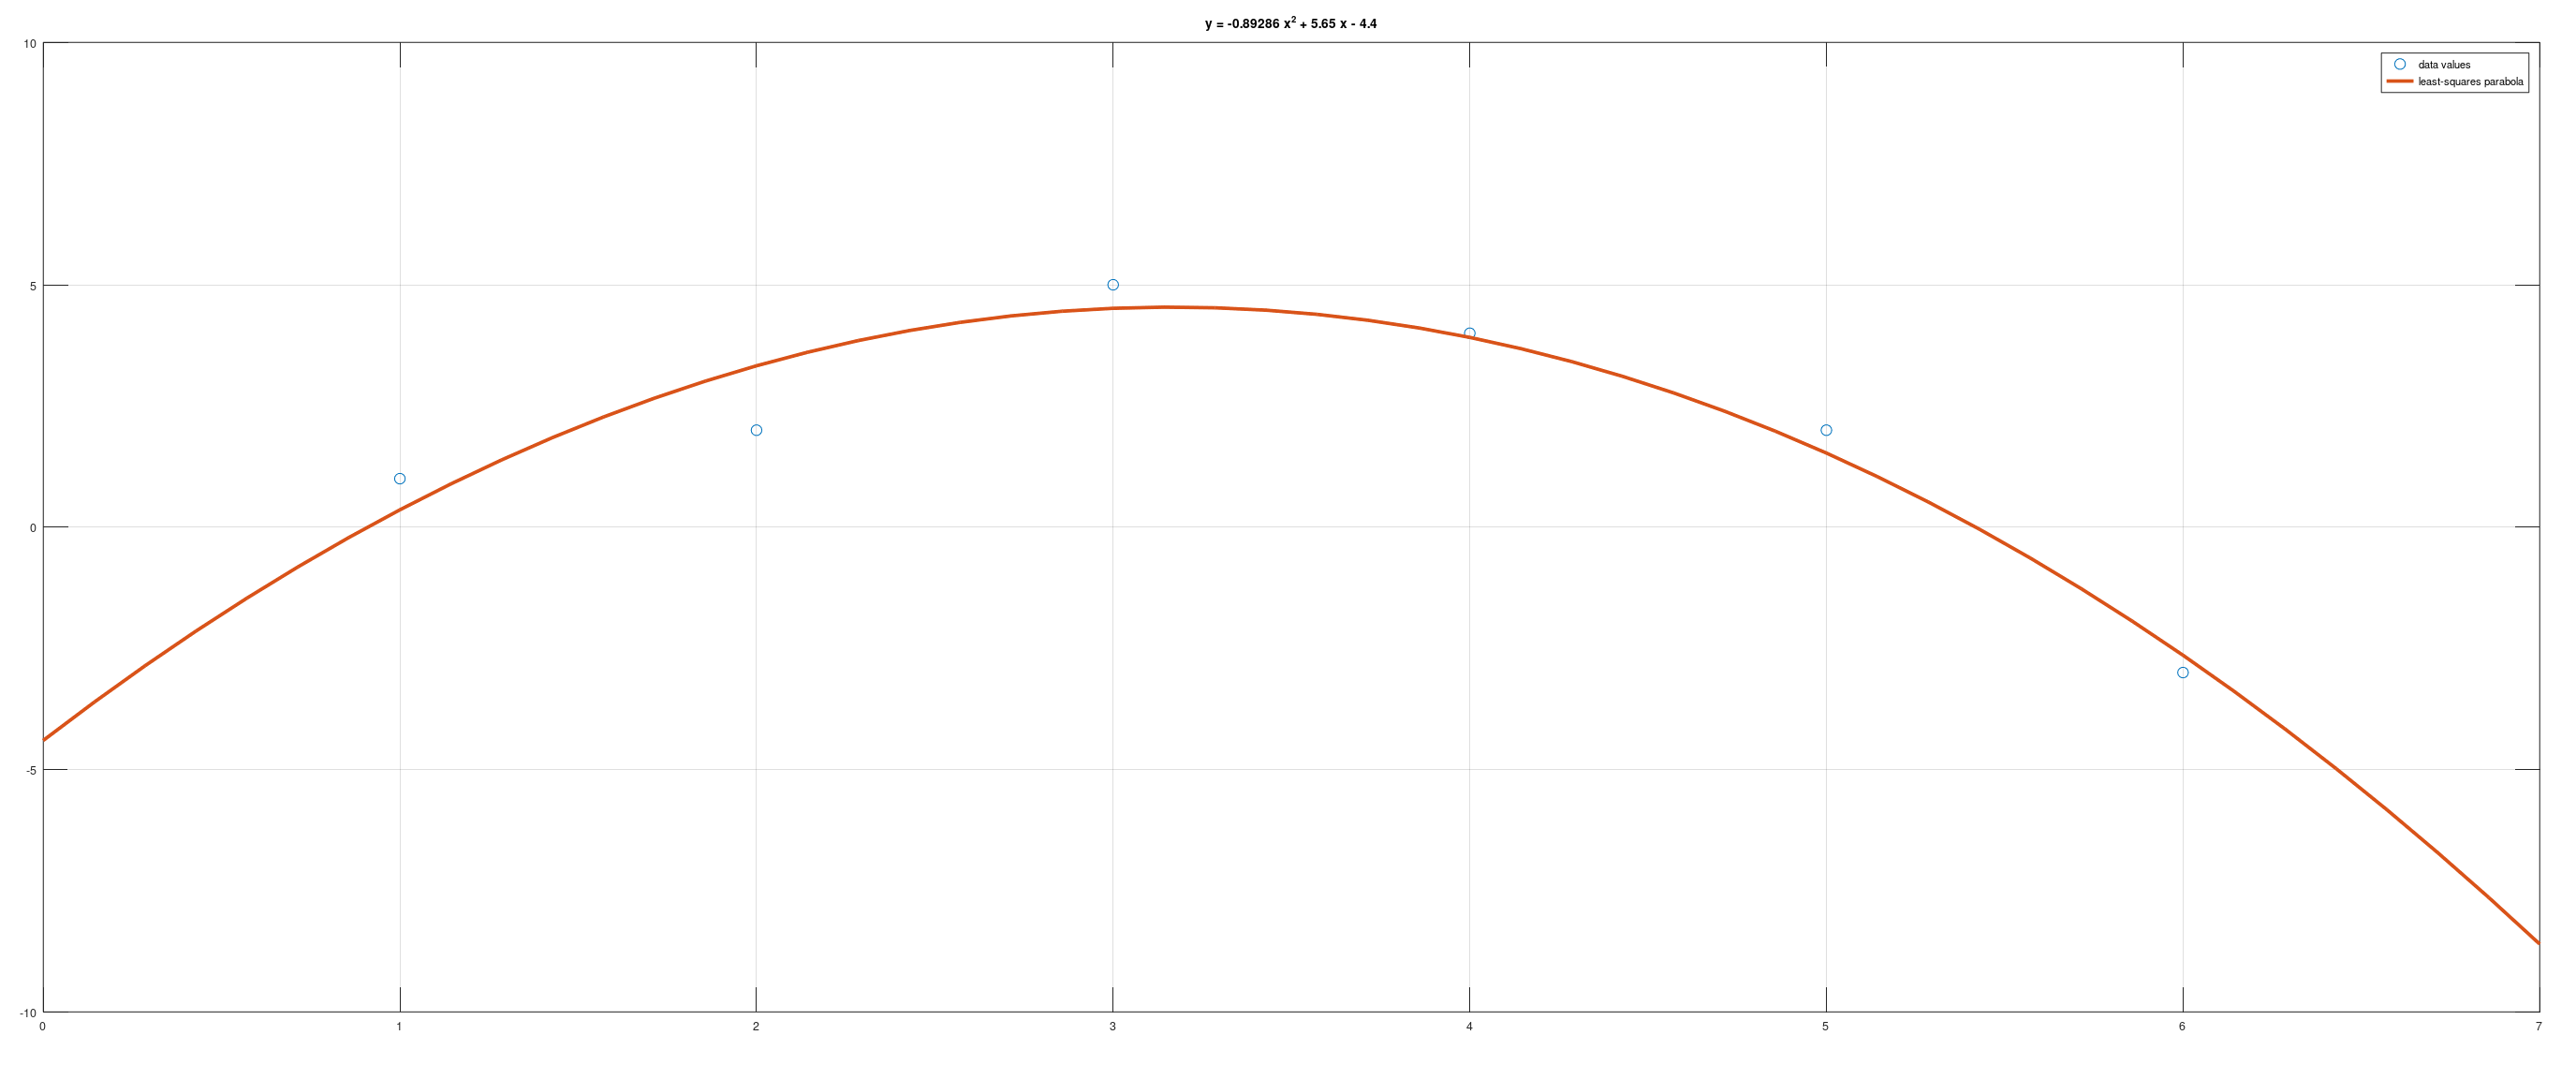 y = -0.89286 x² + 5.65 x - 4.4
data values
least-squares parabola
10
5
0
-5
-10
0 1 2 3 4 5 6 7